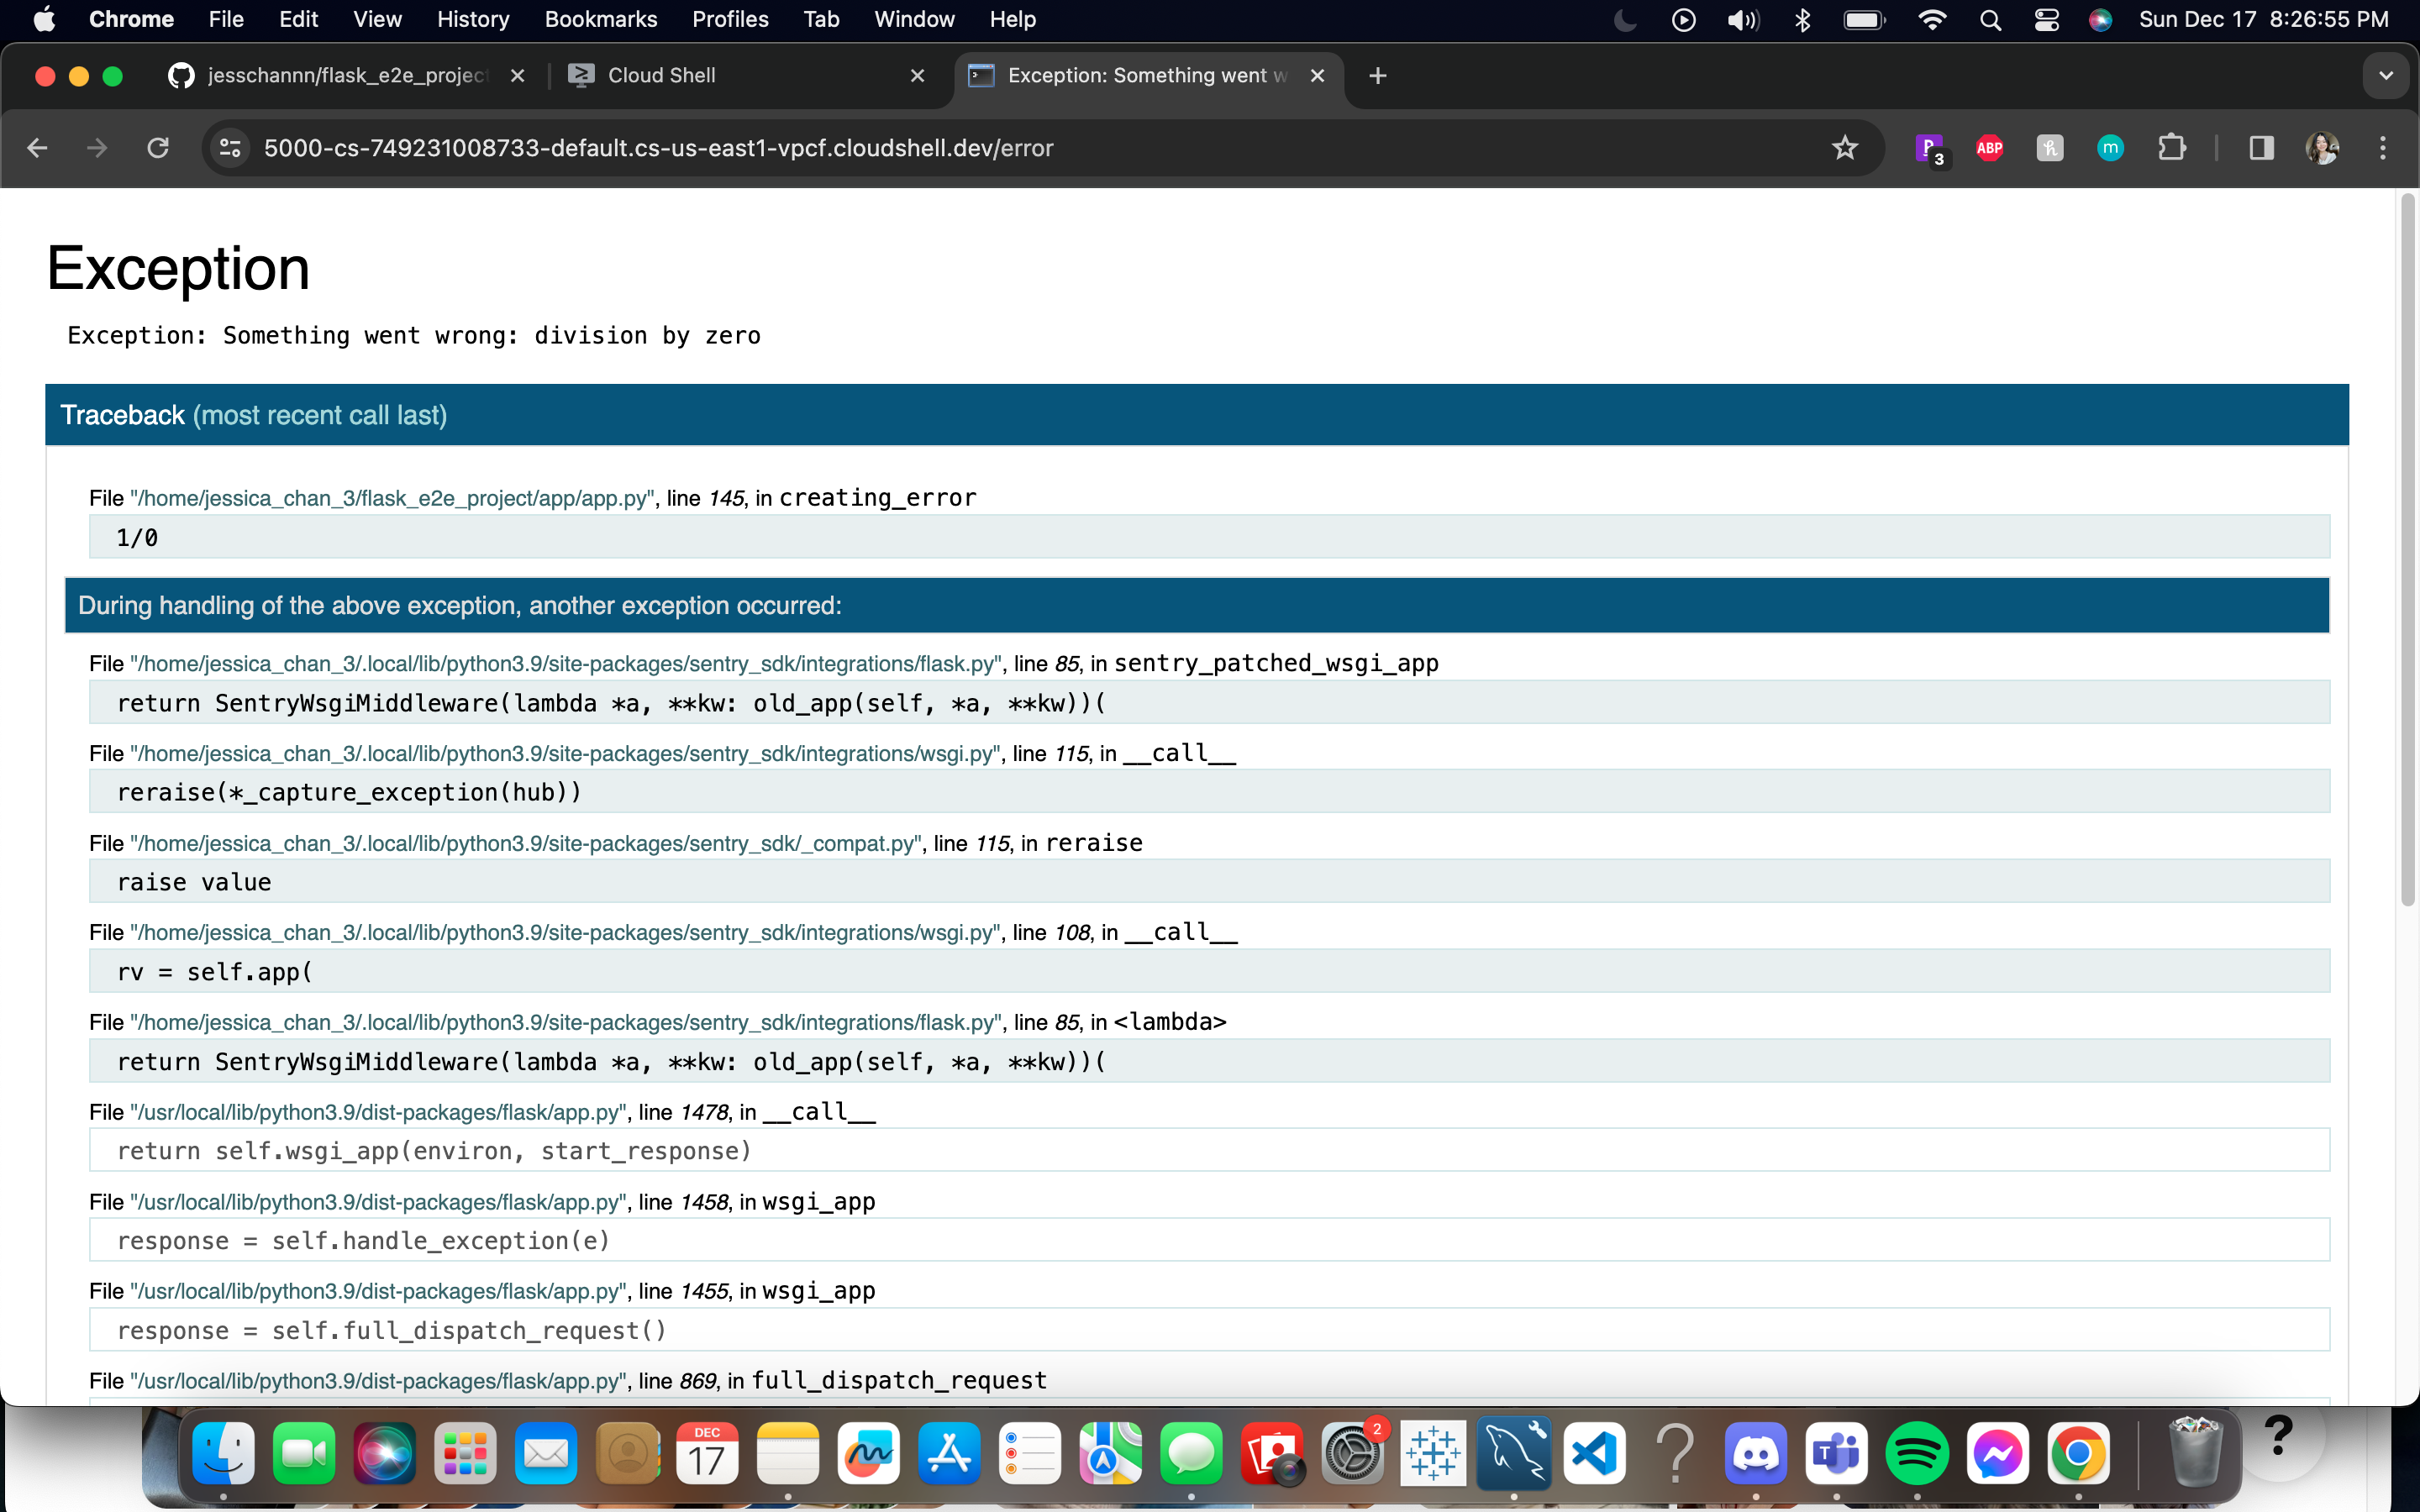 Chrome File Edit View History Bookmarks Profiles Tab Window Help Sun Dec 17 8:26:55 PM
jesschannn/flask_e2e_projec Cloud Shell Exception: Something went w
5000-cs-749231008733-default.cs-us-east1-vpcf.cloudshell.dev/error 3 ABP h m
Exception
Exception: Something went wrong: division by zero
Traceback (most recent call last)
File "/home/jessica_chan_3/flask_e2e_project/app/app.py", line 145, in creating_error
1/0
During handling of the above exception, another exception occurred:
File "/home/jessica_chan_3/.local/lib/python3.9/site-packages/sentry_sdk/integrations/flask.py", line 85, in sentry_patched_wsgi_app
return SentryWsgiMiddleware(lambda *a, **kw: old_app(self, *a, **kw))(
File "/home/jessica_chan_3/.local/lib/python3.9/site-packages/sentry_sdk/integrations/wsgi.py", line 115, in __call__
reraise(*_capture_exception(hub))
File "/home/jessica_chan_3/.local/lib/python3.9/site-packages/sentry_sdk/_compat.py", line 115, in reraise
raise value
File "/home/jessica_chan_3/.local/lib/python3.9/site-packages/sentry_sdk/integrations/wsgi.py", line 108, in __call__
rv = self.app(
File "/home/jessica_chan_3/.local/lib/python3.9/site-packages/sentry_sdk/integrations/flask.py", line 85, in <lambda>
return SentryWsgiMiddleware(lambda *a, **kw: old_app(self, *a, **kw))(
File "/usr/local/lib/python3.9/dist-packages/flask/app.py", line 1478, in __call__
return self.wsgi_app(environ, start_response)
File "/usr/local/lib/python3.9/dist-packages/flask/app.py", line 1458, in wsgi_app
response = self.handle_exception(e)
File "/usr/local/lib/python3.9/dist-packages/flask/app.py", line 1455, in wsgi_app
response = self.full_dispatch_request()
File "/usr/local/lib/python3.9/dist-packages/flask/app.py", line 869, in full_dispatch_request
DEC 2 ?
17 ? T